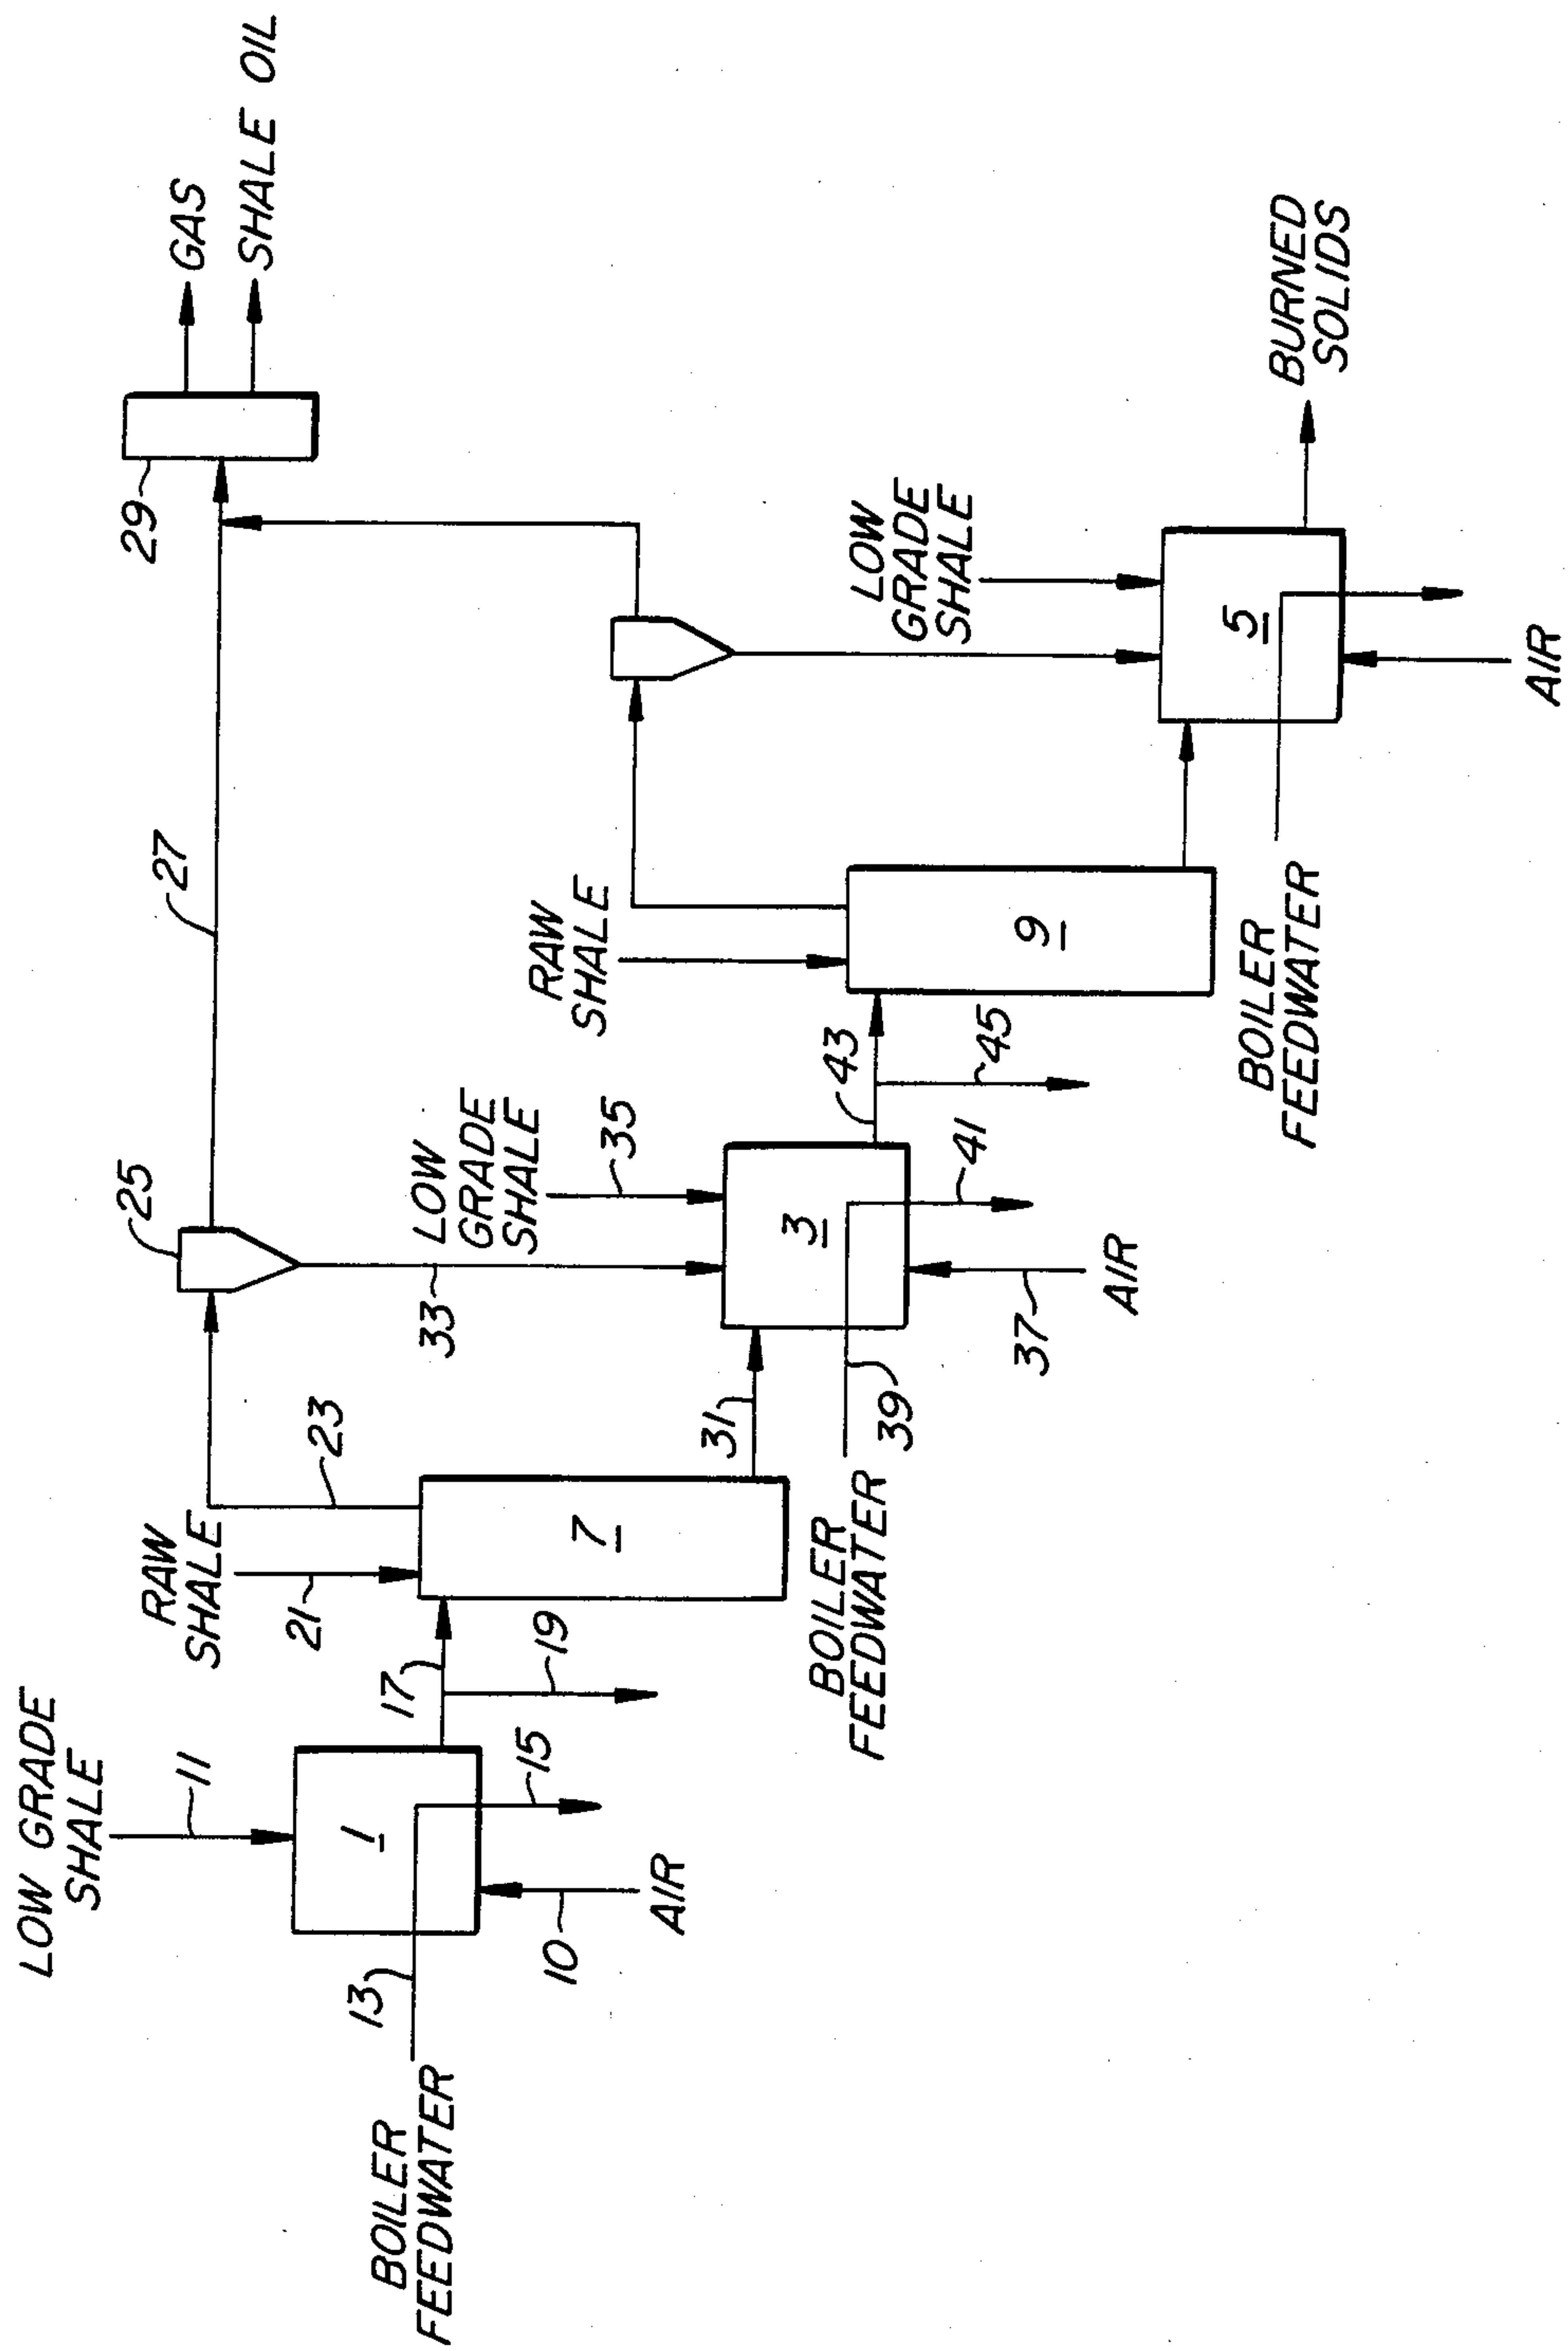 LOW GRADE
SHALE
11
BOILER
FEEDWATER
13
1
15
10
AIR
17
19
RAW
SHALE
21
23
7
31
25
27
33
LOW
GRADE
SHALE
35
BOILER
FEEDWATER
39
3
41
37
AIR
43
45
RAW
SHALE
9
29
GAS
SHALE OIL
LOW
GRADE
SHALE
BOILER
FEEDWATER
5
AIR
BURNED
SOLIDS